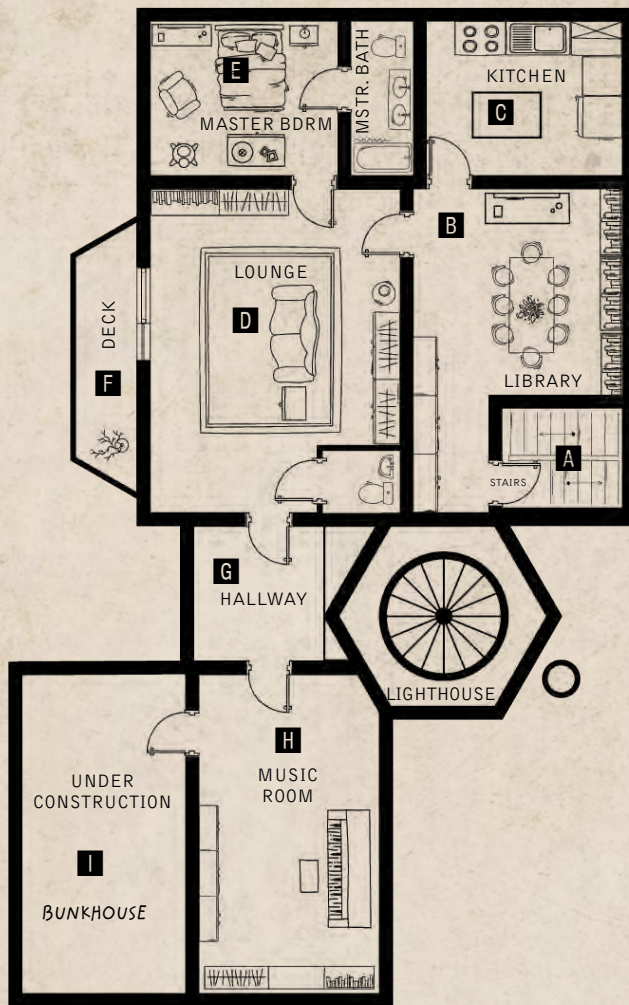 E
MASTER BDRM
MSTR. BATH
KITCHEN
C
B
LOUNGE
D
DECK
F
LIBRARY
A
STAIRS
G
HALLWAY
LIGHTHOUSE
H
MUSIC
ROOM
UNDER
CONSTRUCTION
I
BUNKHOUSE